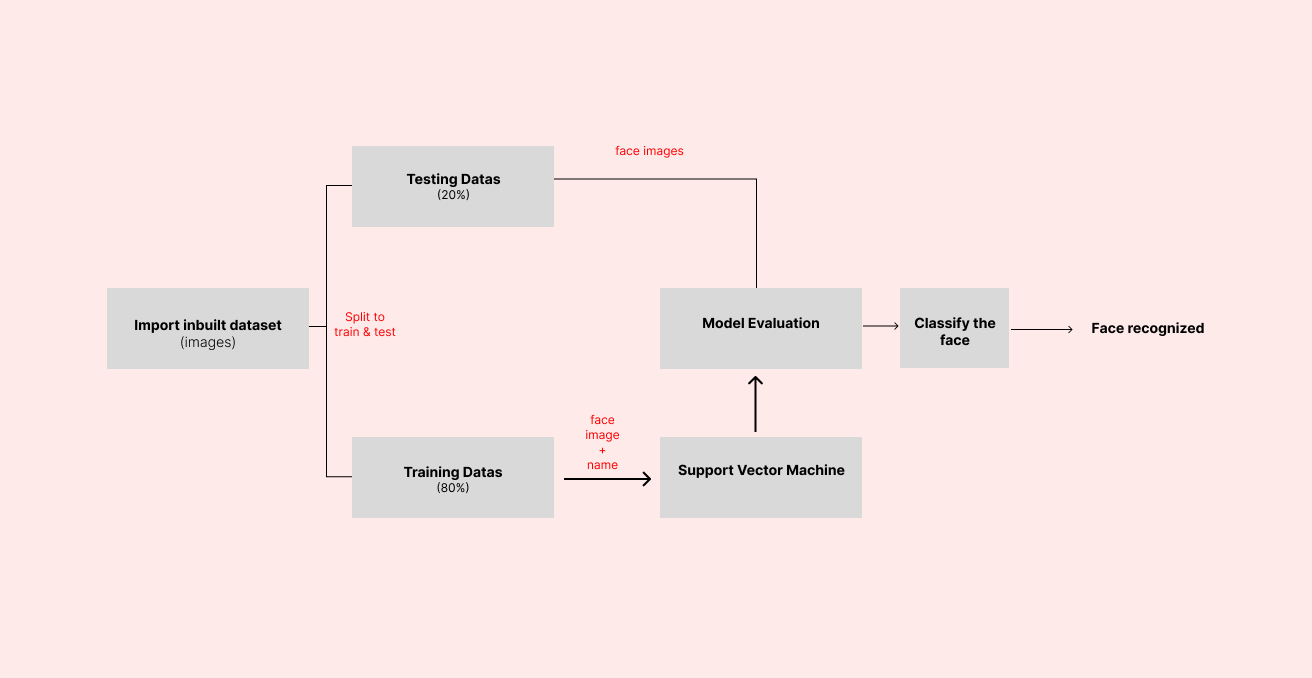 face images
Testing Datas
(20%)
Import inbuilt dataset
(images)
Split to
train & test
Model Evaluation
Classify the
face
Face recognized
face
image
+
name
Training Datas
(80%)
Support Vector Machine